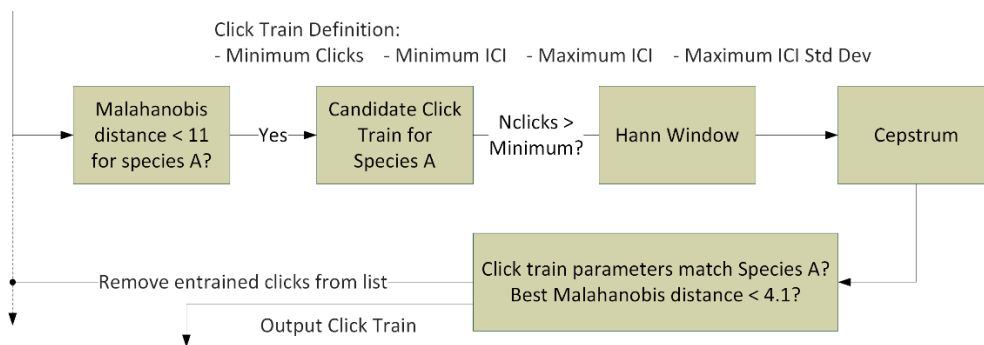 Click Train Definition:
- Minimum Clicks - Minimum ICI - Maximum ICI - Maximum ICI Std Dev
Malahanobis
distance < 11
for species A?
Yes
Candidate Click
Train for
Species A
Nclicks >
Minimum?
Hann Window
Cepstrum
Click train parameters match Species A?
Best Malahanobis distance < 4.1?
Remove entrained clicks from list
Output Click Train